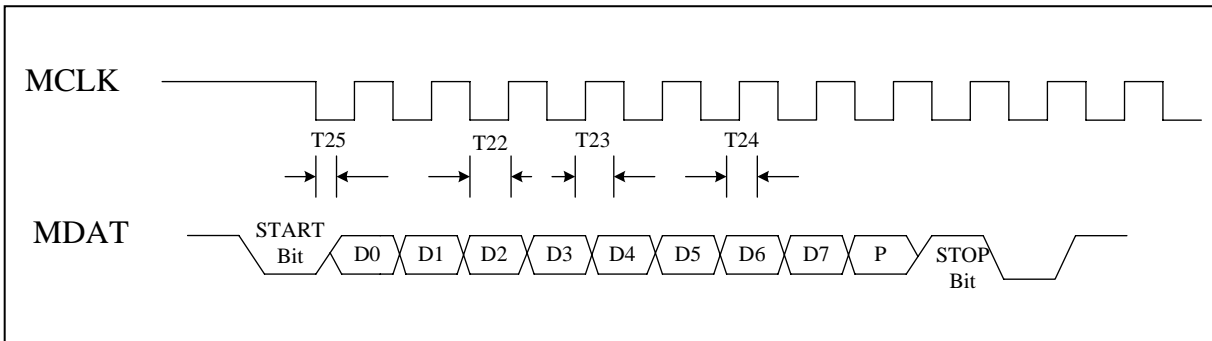 MCLK
T25 T22 T23 T24
MDAT
START
Bit
D0 D1 D2 D3 D4 D5 D6 D7 P
STOP
Bit